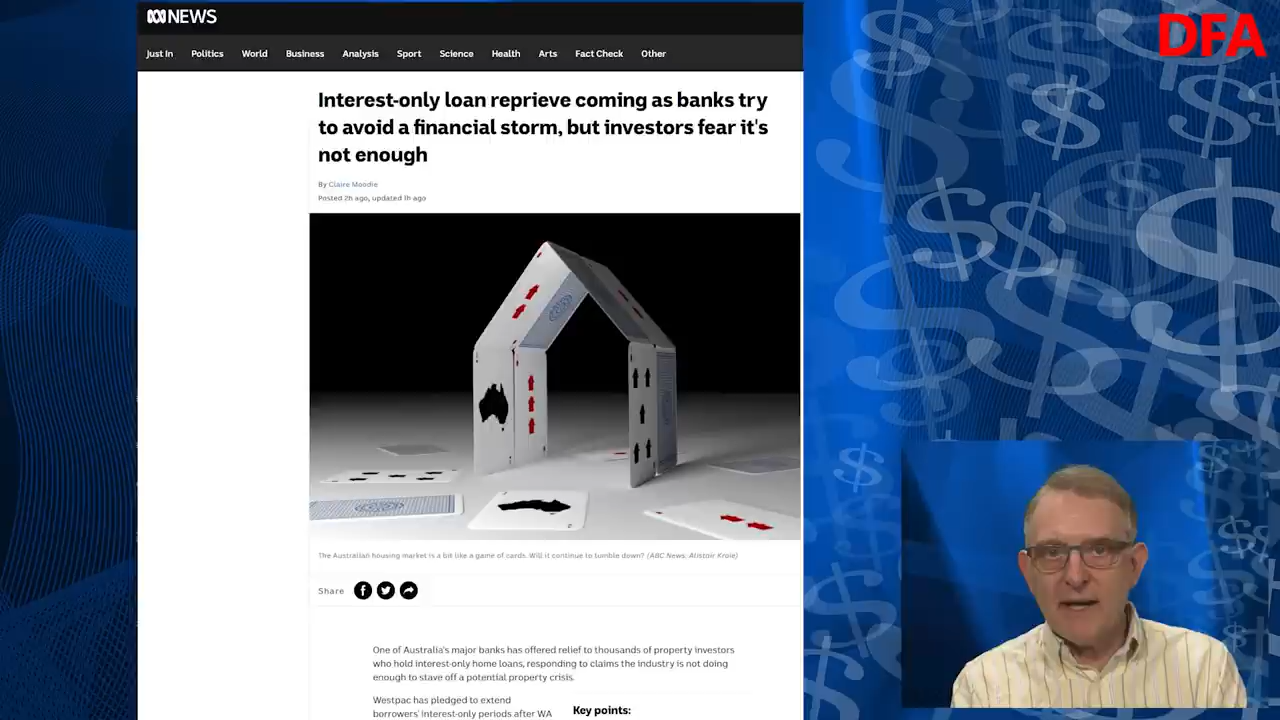 NEWS
DFA
Just In Politics World Business Analysis Sport Science Health Arts Fact Check Other
Interest-only loan reprieve coming as banks try
to avoid a financial storm, but investors fear it's
not enough
By Claire Moodie
Posted 2h ago, updated 1h ago
The Australian housing market is a bit like a game of cards. Will it continue to tumble down? (ABC News: Alistair Kroie)
Share
One of Australia's major banks has offered relief to thousands of property investors
who hold interest-only home loans, responding to claims the industry is not doing
enough to stave off a potential property crisis.
Westpac has pledged to extend
borrowers' interest-only periods after WA
Key points: